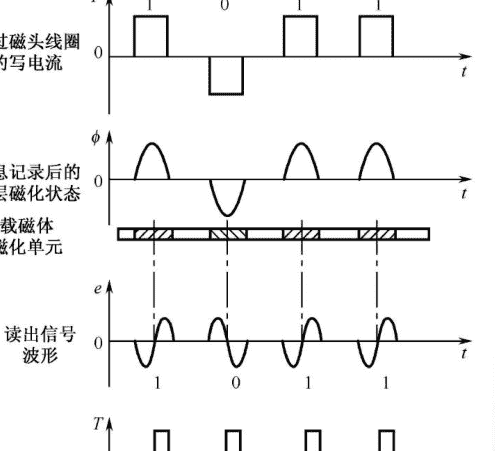 1 0 1 1
过磁头线圈
的写电流
0
t
ϕ
息记录后的
层磁化状态
0
t
载磁体
磁化单元
e
读出信号
波形
0
t
1 0 1 1
T